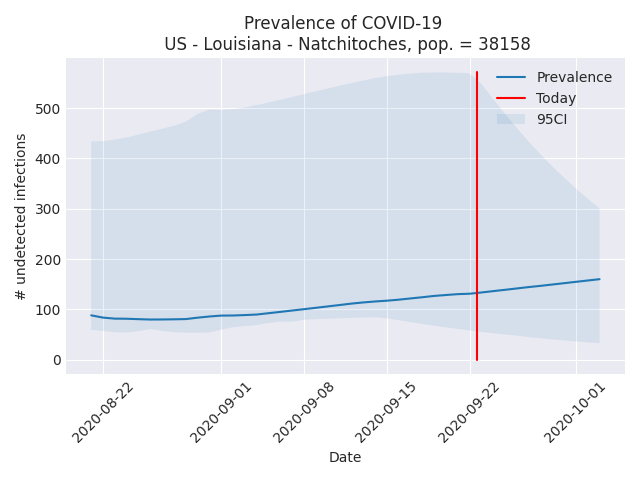 Prevalence of COVID-19
US - Louisiana - Natchitoches, pop. = 38158
Prevalence
Today
95CI
# undetected infections
500
400
300
200
100
0
2020-08-22
2020-09-01
2020-09-08
2020-09-15
2020-09-22
2020-10-01
Date